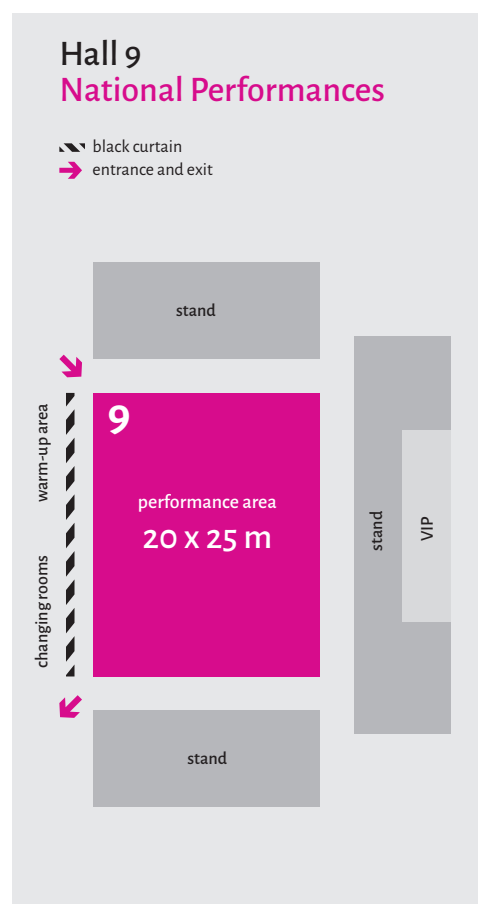 Hall 9
National Performances
black curtain
entrance and exit
stand
9
performance area
20 x 25 m
warm-up area
changing rooms
stand
VIP
stand